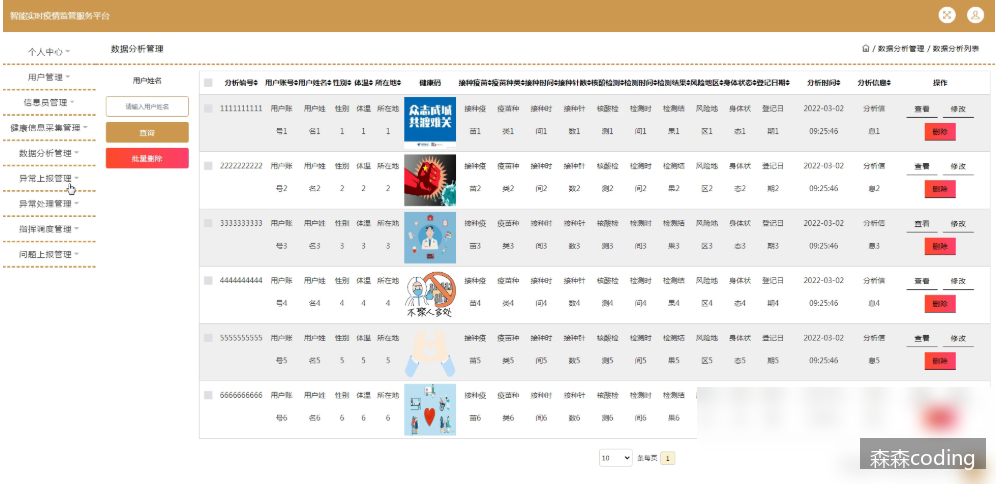 智能实时疫情监管服务平台
个人中心
数据分析管理
/ 数据分析管理 / 数据分析列表
用户管理
信息员管理
健康信息采集管理
数据分析管理
异常上报管理
异常处理管理
指挥调度管理
问题上报管理
用户姓名
请输入用户姓名
查询
批量删除
分析编号 用户账号 用户姓名 性别 体温 所在地 健康码 接种疫苗 疫苗种类 接种时间 接种针数 核酸检测 检测时间 检测结果 风险地区 身体状态 登记日期 分析时间 分析信息 操作
1111111111 用户账 用户姓 性别 体温 所在地 众志成城 接种疫 疫苗种 接种时 接种针 核酸检 检测时 检测结 风险地 身体状 登记日 2022-03-02 分析信 查看 修改
号1 名1 1 1 1 共渡难关 苗1 类1 间1 数1 测1 间1 果1 区1 态1 期1 09:25:46 息1 删除
2222222222 用户账 用户姓 性别 体温 所在地 接种疫 疫苗种 接种时 接种针 核酸检 检测时 检测结 风险地 身体状 登记日 2022-03-02 分析信 查看 修改
号2 名2 2 2 2 苗2 类2 间2 数2 测2 间2 果2 区2 态2 期2 09:25:46 息2 删除
3333333333 用户账 用户姓 性别 体温 所在地 接种疫 疫苗种 接种时 接种针 核酸检 检测时 检测结 风险地 身体状 登记日 2022-03-02 分析信 查看 修改
号3 名3 3 3 3 苗3 类3 间3 数3 测3 间3 果3 区3 态3 期3 09:25:46 息3 删除
4444444444 用户账 用户姓 性别 体温 所在地 接种疫 疫苗种 接种时 接种针 核酸检 检测时 检测结 风险地 身体状 登记日 2022-03-02 分析信 查看 修改
号4 名4 4 4 4 不聚人多处 苗4 类4 间4 数4 测4 间4 果4 区4 态4 期4 09:25:46 息4 删除
5555555555 用户账 用户姓 性别 体温 所在地 接种疫 疫苗种 接种时 接种针 核酸检 检测时 检测结 风险地 身体状 登记日 2022-03-02 分析信 查看 修改
号5 名5 5 5 5 苗5 类5 间5 数5 测5 间5 果5 区5 态5 期5 09:25:46 息5 删除
6666666666 用户账 用户姓 性别 体温 所在地 接种疫 疫苗种 接种时 接种针 核酸检 检测时 检测结
号6 名6 6 6 6 苗6 类6 间6 数6 测6 间6 果6
10 条每页 1
森森coding